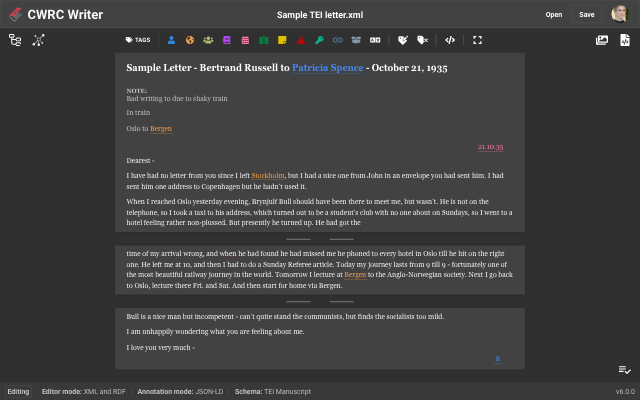 CWRC Writer
Sample TEI letter.xml
Open
Save
TAGS
Sample Letter - Bertrand Russell to Patricia Spence - October 21, 1935
NOTE:
Bad writing to due to shaky train
In train
Oslo to Bergen
21.10.35
Dearest -
I have had no letter from you since I left Stockholm, but I had a nice one from John in an envelope you had sent him. I had
sent him one address to Copenhagen but he hadn't used it.
When I reached Oslo yesterday evening, Brynjulf Bull should have been there to meet me, but wasn't. He is not on the
telephone, so I took a taxi to his address, which turned out to be a student's club with no one about on Sundays, so I went to a
hotel feeling rather non-plussed. But presently he turned up. He had got the
time of my arrival wrong, and when he found he had missed me he phoned to every hotel in Oslo till he hit on the right
one. He left me at 10, and then I had to do a Sunday Referee article. Today my journey lasts from 9 till 9 - fortunately one of
the most beautiful railway journey in the world. Tomorrow I lecture at Bergen to the Anglo-Norwegian society. Next I go back
to Oslo, lecture there Fri. and Sat. And then start for home via Bergen.
Bull is a nice man but incompetent - can't quite stand the communists, but finds the socialists too mild.
I am unhappily wondering what you are feeling about me.
I love you very much -
B
Editing
Editor mode: XML and RDF
Annotation mode: JSON-LD
Schema: TEI Manuscript
v6.0.0